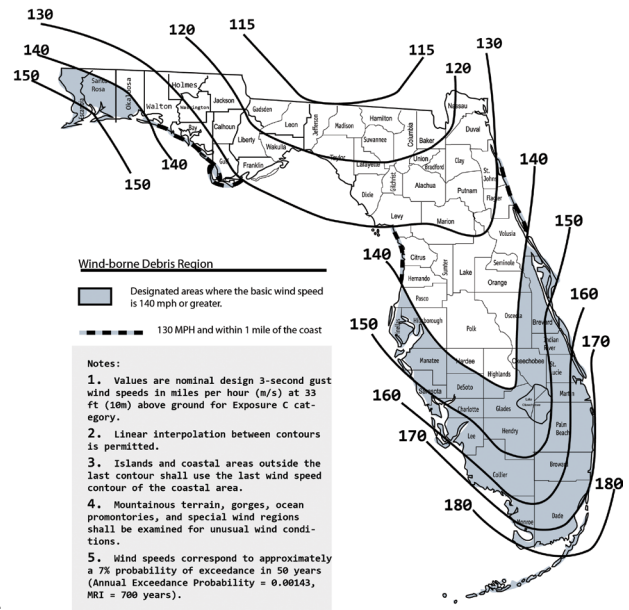 130
115
120
115
130
140
120
150
Holmes
Santa
Rosa
Okaloosa
Walton
Washington
Jackson
Gadsden
Nassau
Bay
Calhoun
Leon
Jefferson
Madison
Hamilton
Columbia
Baker
Duval
Liberty
Wakulla
Suwannee
Taylor
Lafayette
Union
Bradford
Clay
St.
John
Gulf
Franklin
Gilchrist
Alachua
Putnam
140
140
150
Dixie
Flagler
Levy
Marion
150
Volusia
Wind-borne Debris Region
140
Citrus
Sumter
Lake
Seminole
Hernando
Orange
Designated areas where the basic wind speed
is 140 mph or greater.
160
Pasco
Osceola
130 MPH and within 1 mile of the coast
150
Hillsborough
Polk
Brevard
170
Indian
River
Notes:
Manatee
Hardee
Highlands
Okeechobee
St.
Lucie
1. Values are nominal design 3-second gust
wind speeds in miles per hour (m/s) at 33
ft (10m) above ground for Exposure C cat-
egory.
160
Sarasota
DeSoto
Martin
Charlotte
Glades
2. Linear interpolation between contours
is permitted.
170
Lee
Hendry
Palm
Beach
3. Islands and coastal areas outside the
last contour shall use the last wind speed
contour of the coastal area.
Collier
Broward
180
4. Mountainous terrain, gorges, ocean
promontories, and special wind regions
shall be examined for unusual wind condi-
tions.
180
Monroe
Dade
5. Wind speeds correspond to approximately
a 7% probability of exceedance in 50 years
(Annual Exceedance Probability = 0.00143,
MRI = 700 years).